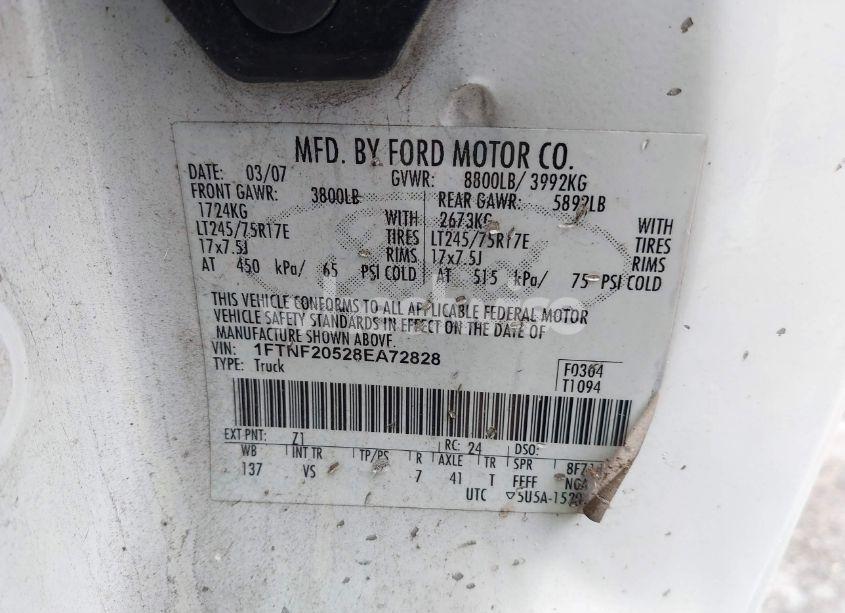 MFD. BY FORD MOTOR CO.
DATE: 03/07 GVWR: 8800LB/ 3992KG
FRONT GAWR: 3800LB REAR GAWR: 5892LB
1724KG WITH 2673KG WITH
LT245/75R17E TIRES LT245/75R17E TIRES
17x7.5J RIMS 17x7.5J RIMS
AT 450 kPa/ 65 PSI COLD AT 515 kPa/ 75 PSI COLD
THIS VEHICLE CONFORMS TO ALL APPLICABLE FEDERAL MOTOR
VEHICLE SAFETY STANDARDS IN EFFECT ON THE DATE OF
MANUFACTURE SHOWN ABOVE.
VIN: 1FTNF20528EA72828
TYPE: Truck
F0364
T1094
EXT PNT: Z1 RC: 24 DSO:
WB INT TR TP/PS R AXLE TR SPR
137 VS 7 41 T FFFF
UTC ▽5U5A-1520